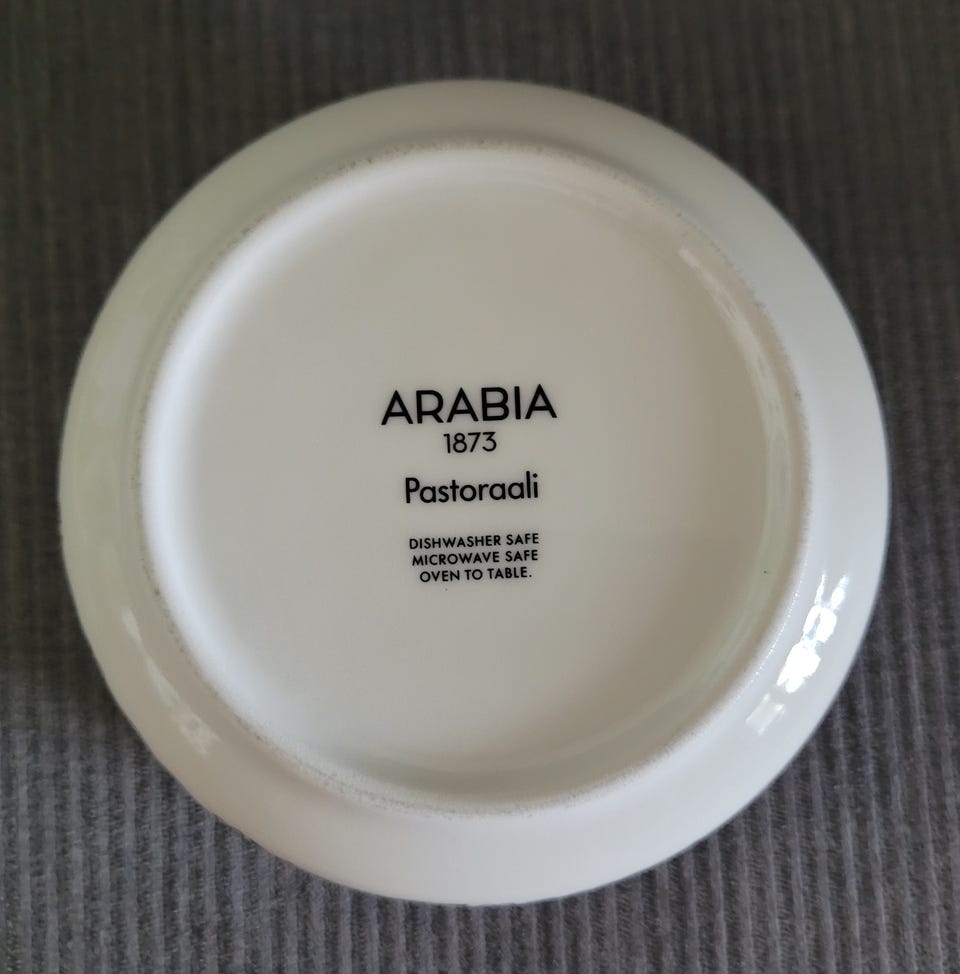 ARABIA
1873
Pastoraali
DISHWASHER SAFE
MICROWAVE SAFE
OVEN TO TABLE.